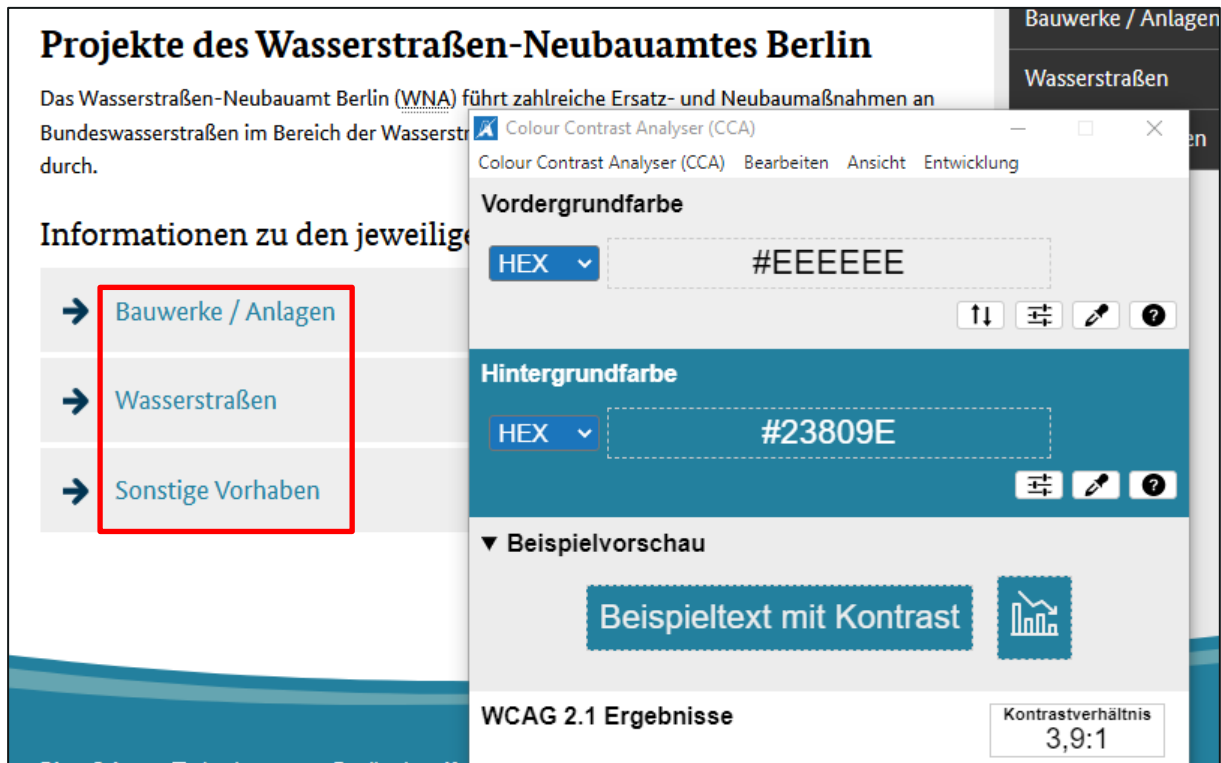 Projekte des Wasserstraßen-Neubauamtes Berlin
Das Wasserstraßen-Neubauamt Berlin (WNA) führt zahlreiche Ersatz- und Neubaumaßnahmen an
Bundeswasserstraßen im Bereich der
durch.
Informationen zu den
Bauwerke / Anlagen
Wasserstraßen
Sonstige Vorhaben
Bauwerke / Anlagen
Wasserstraßen
en
Colour Contrast Analyser (CCA)
Colour Contrast Analyser (CCA) Bearbeiten Ansicht Entwicklung
Vordergrundfarbe
HEX #EEEEEE
Hintergrundfarbe
HEX #23809E
▼ Beispielvorschau
Beispieltext mit Kontrast
WCAG 2.1 Ergebnisse
Kontrastverhältnis
3,9:1